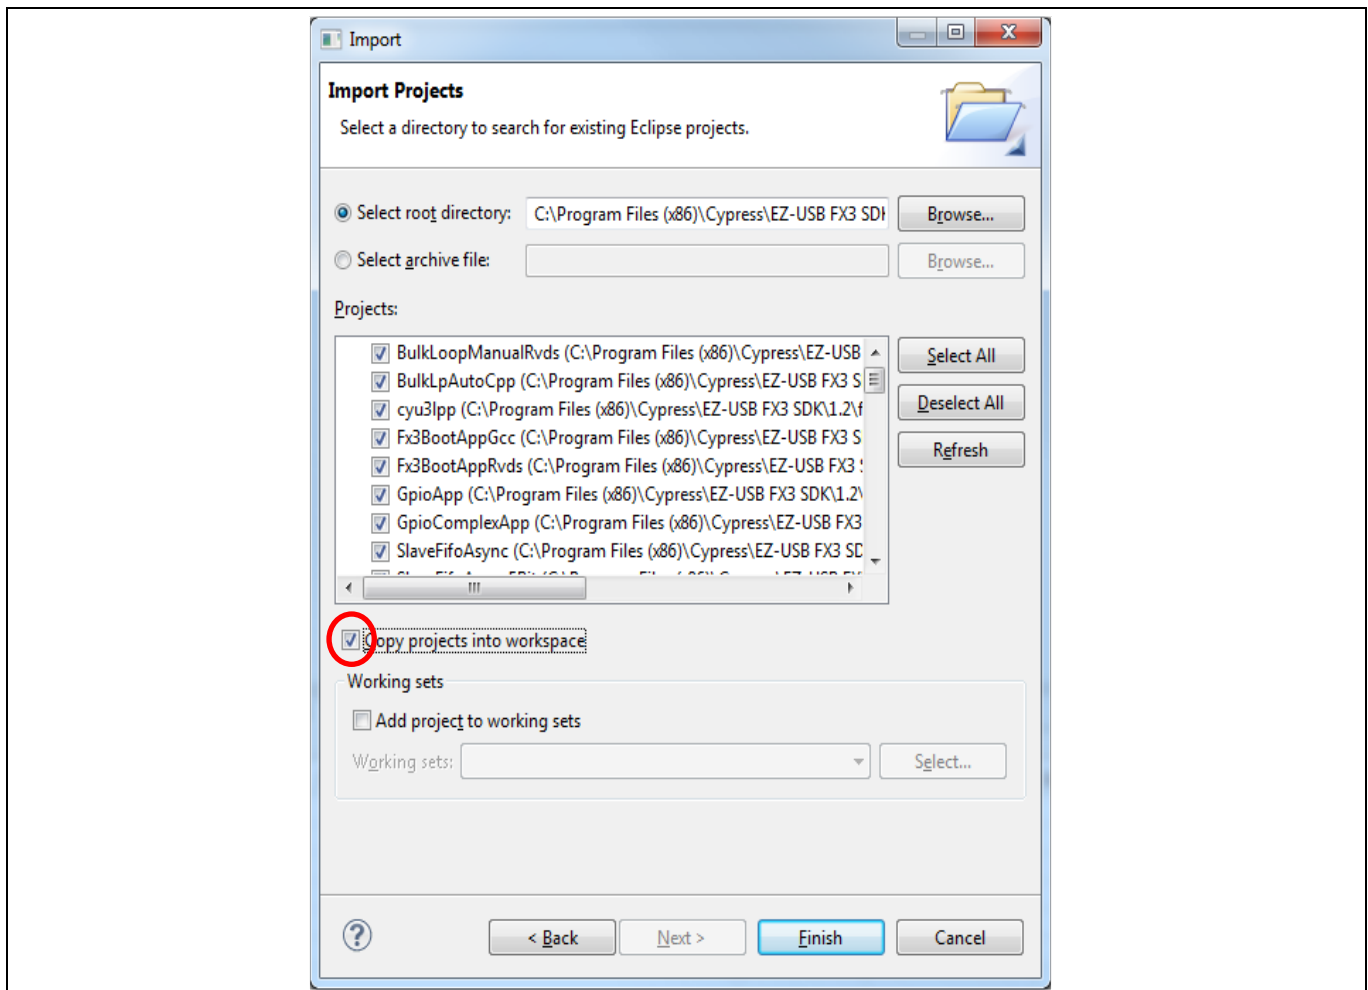 Import
Import Projects
Select a directory to search for existing Eclipse projects.
Select root directory: C:\Program Files (x86)\Cypress\EZ-USB FX3 SDK Browse...
Select archive file: Browse...
Projects:
BulkLoopManualRvds (C:\Program Files (x86)\Cypress\EZ-USB
BulkLpAutoCpp (C:\Program Files (x86)\Cypress\EZ-USB FX3 S
cyu3lpp (C:\Program Files (x86)\Cypress\EZ-USB FX3 SDK\1.2\f
Fx3BootAppGcc (C:\Program Files (x86)\Cypress\EZ-USB FX3 S
Fx3BootAppRvds (C:\Program Files (x86)\Cypress\EZ-USB FX3
GpioApp (C:\Program Files (x86)\Cypress\EZ-USB FX3 SDK\1.2\
GpioComplexApp (C:\Program Files (x86)\Cypress\EZ-USB FX3
SlaveFifoAsync (C:\Program Files (x86)\Cypress\EZ-USB FX3 SD
Select All
Deselect All
Refresh
Copy projects into workspace
Working sets
Add project to working sets
Working sets: Select...
< Back Next > Finish Cancel